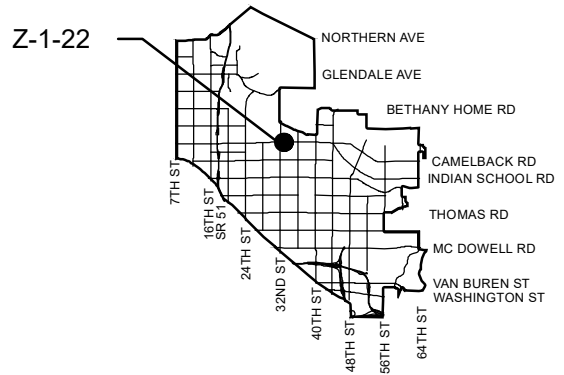 Z-1-22
NORTHERN AVE
GLENDALE AVE
BETHANY HOME RD
CAMELBACK RD
INDIAN SCHOOL RD
THOMAS RD
MC DOWELL RD
VAN BUREN ST
WASHINGTON ST
7TH ST
16TH ST
SR 51
24TH ST
32ND ST
40TH ST
48TH ST
56TH ST
64TH ST